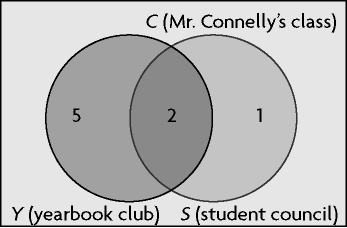 C (Mr. Connelly’s class)
5 2 1
Y (yearbook club) S (student council)